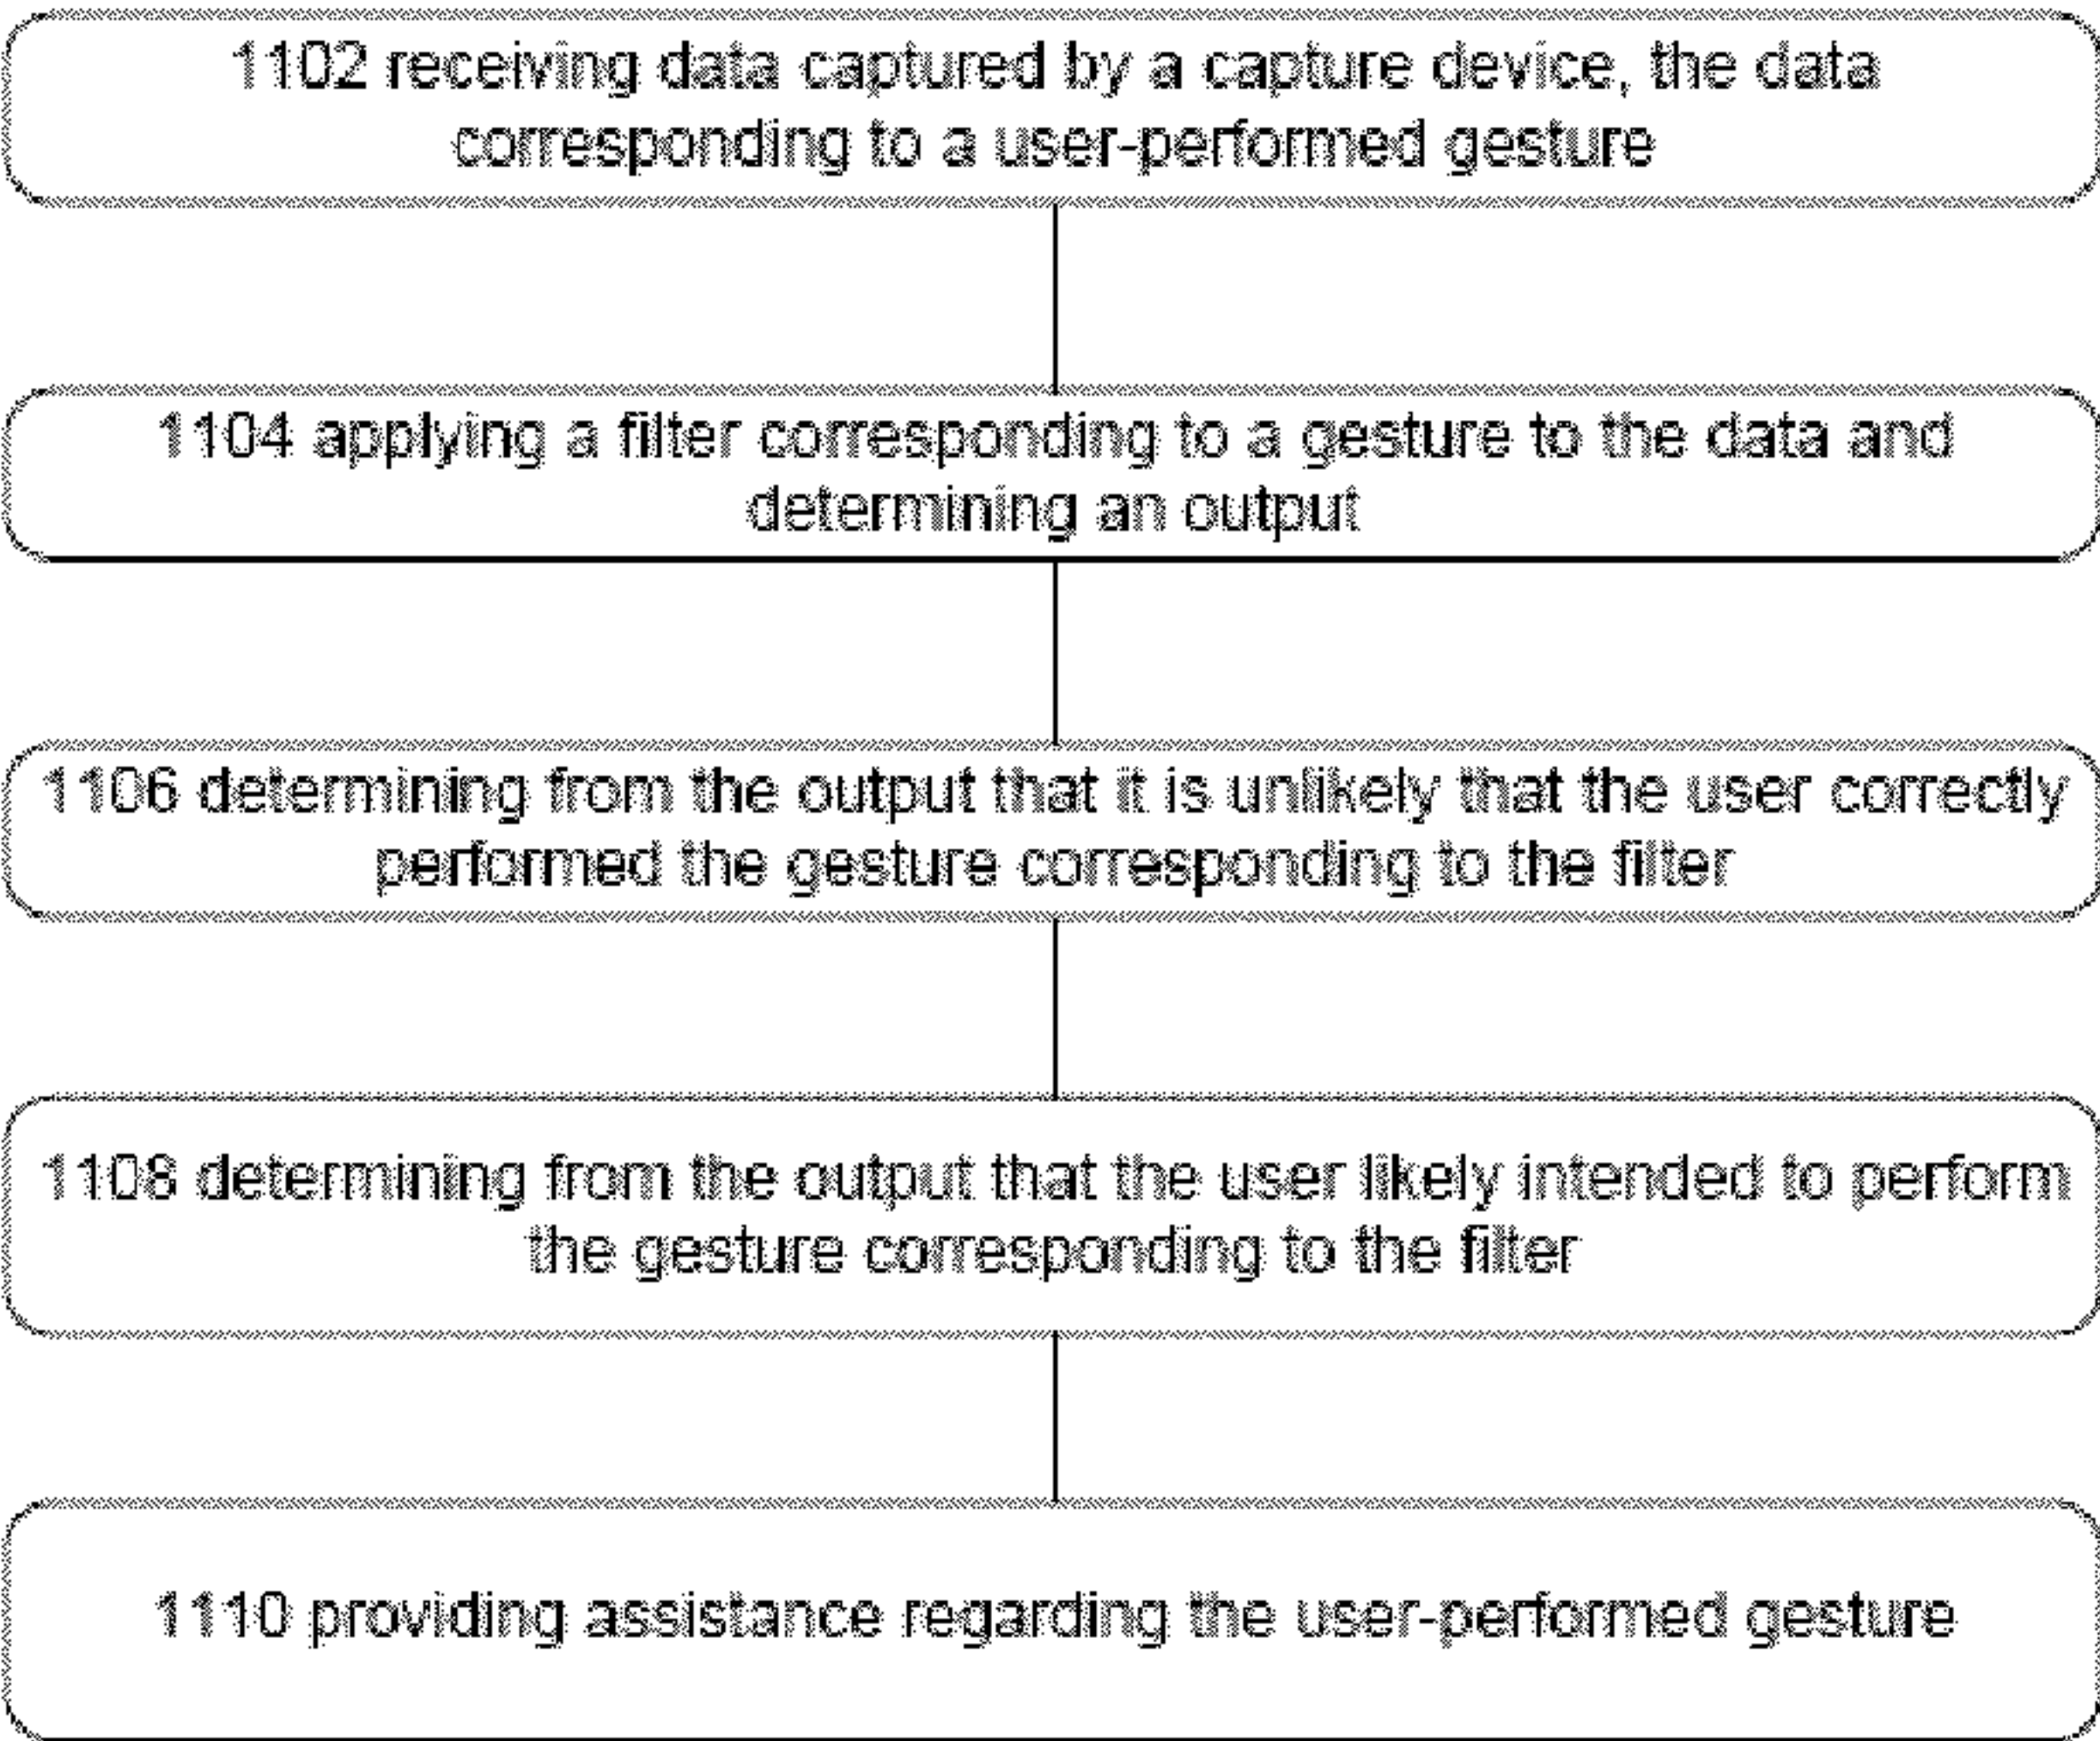 1102 receiving data captured by a capture device, the data
corresponding to a user-performed gesture
1104 applying a filter corresponding to a gesture to the data and
determining an output
1106 determining from the output that it is unlikely that the user correctly
performed the gesture corresponding to the filter
1108 determining from the output that the user likely intended to perform
the gesture corresponding to the filter
1110 providing assistance regarding the user-performed gesture